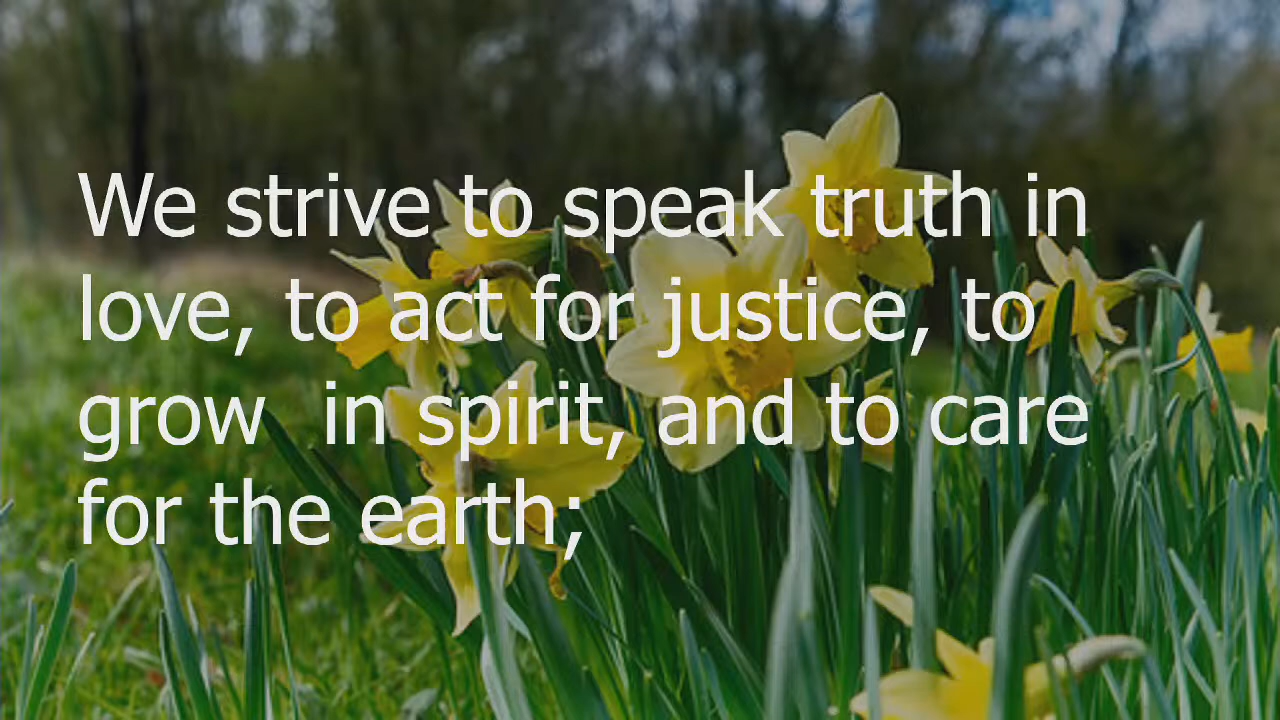 We strive to speak truth in
love, to act for justice, to
grow  in spirit, and to care
for the earth;